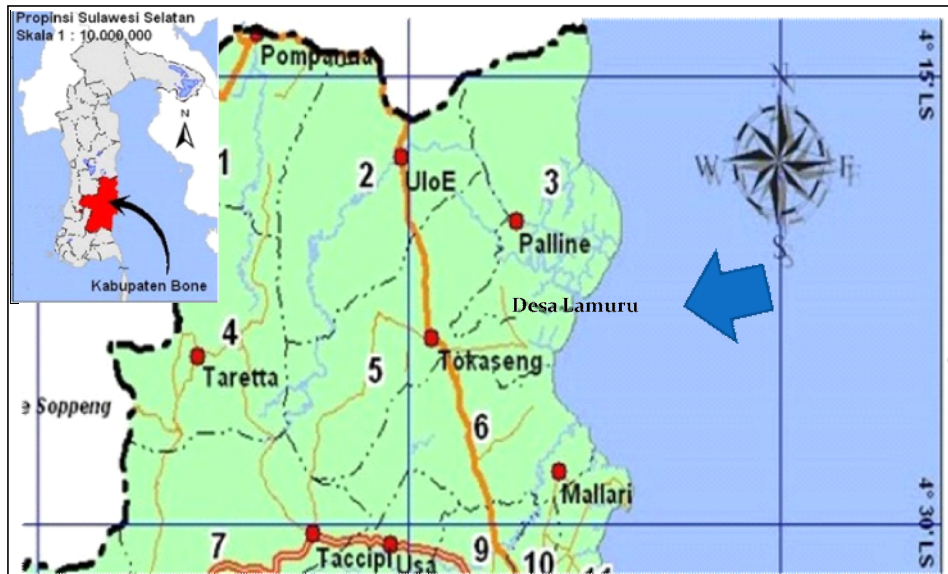 Propinsi Sulawesi Selatan
Skala 1 : 10.000.000
N
Kabupaten Bone
4° 15' LS
N
W
E
S
1
2
UloE
3
Palline
Desa Lamuru
4
Taretta
5
Tokaseng
e Soppeng
6
Mallari
4° 30' LS
7
Taccipi
Usa
9
10